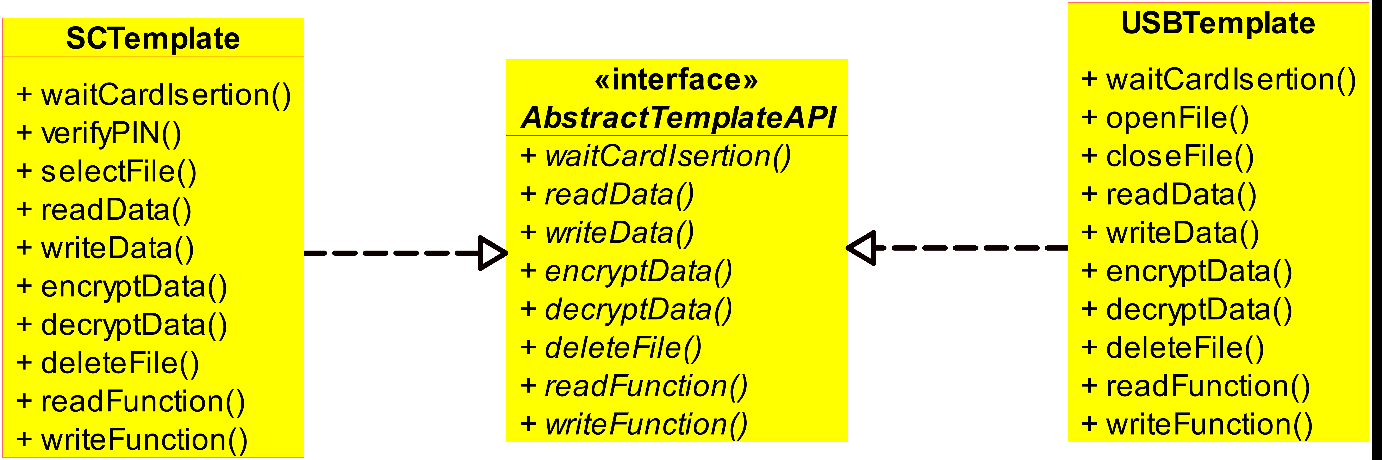 SCTemplate
+ waitCardIsertion()
+ verifyPIN()
+ selectFile()
+ readData()
+ writeData()
+ encryptData()
+ decryptData()
+ deleteFile()
+ readFunction()
+ writeFunction()
«interface»
AbstractTemplateAPI
+ waitCardIsertion()
+ readData()
+ writeData()
+ encryptData()
+ decryptData()
+ deleteFile()
+ readFunction()
+ writeFunction()
USBTemplate
+ waitCardIsertion()
+ openFile()
+ closeFile()
+ readData()
+ writeData()
+ encryptData()
+ decryptData()
+ deleteFile()
+ readFunction()
+ writeFunction()